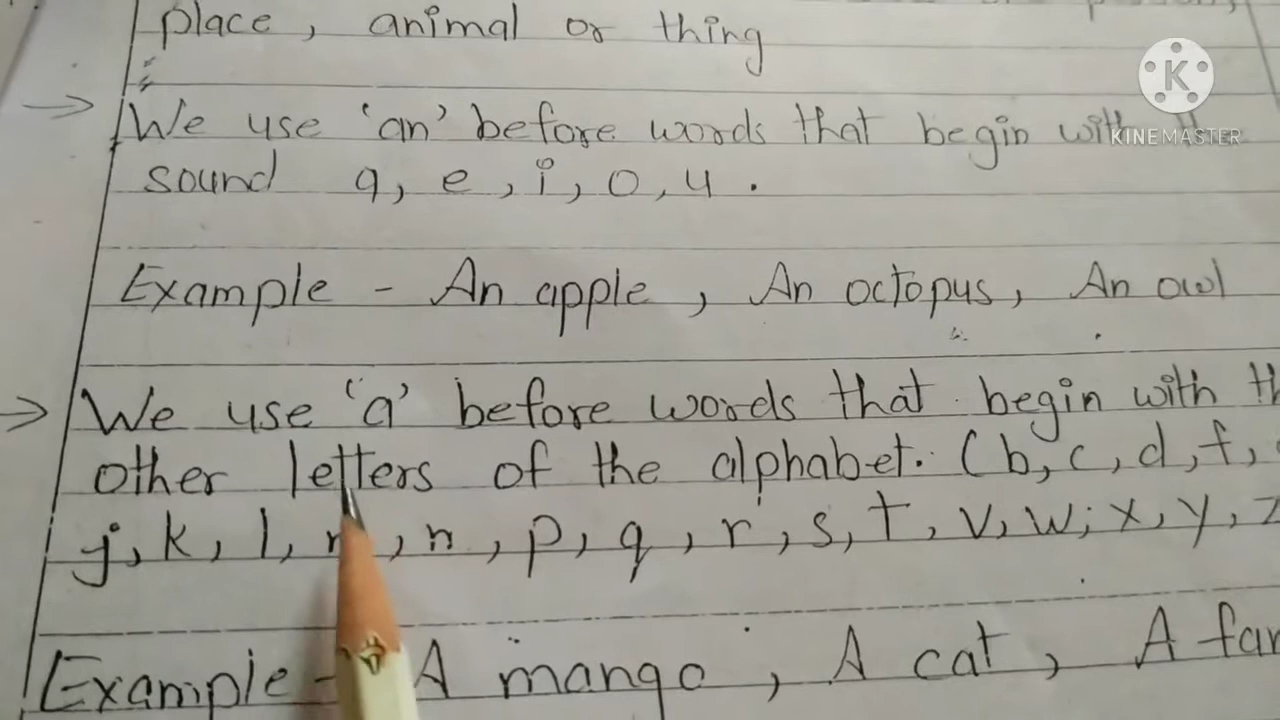 place, animal or thing
K
KINEMASTER
We use 'an' before words that begin with
sound a, e, i, o, u.
Example - An apple, An octopus, An owl
We use 'a' before words that begin with
other letters of the alphabet. (b, c, d, f,
j, k, l, m, n, p, q, r, s, t, v, w, x, y, z
Example - A mango, A cat, A